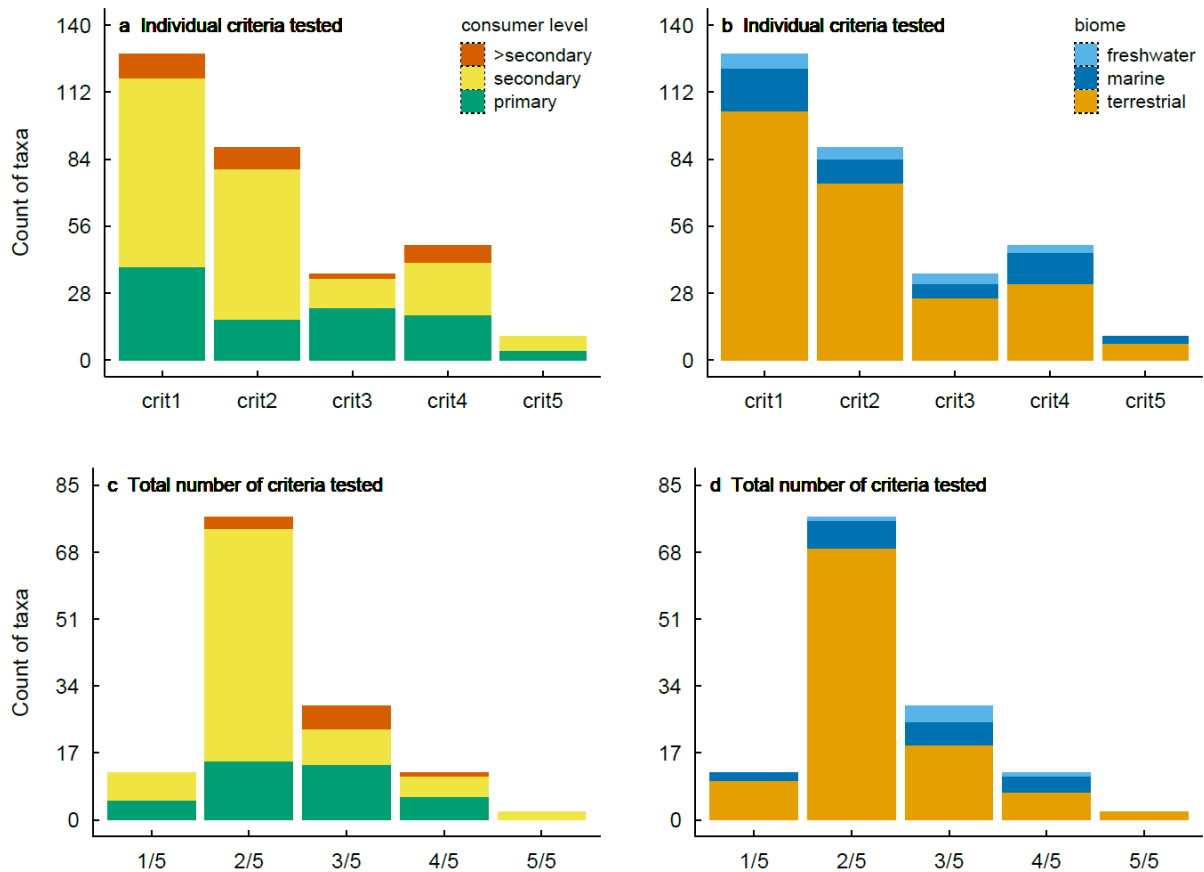 a Individual criteria tested
consumer level
>secondary
secondary
primary
140
112
84
56
28
0
Count of taxa
crit1 crit2 crit3 crit4 crit5
b Individual criteria tested
biome
freshwater
marine
terrestrial
140
112
84
56
28
0
crit1 crit2 crit3 crit4 crit5
c Total number of criteria tested
85
68
51
34
17
0
Count of taxa
1/5 2/5 3/5 4/5 5/5
d Total number of criteria tested
85
68
51
34
17
0
1/5 2/5 3/5 4/5 5/5